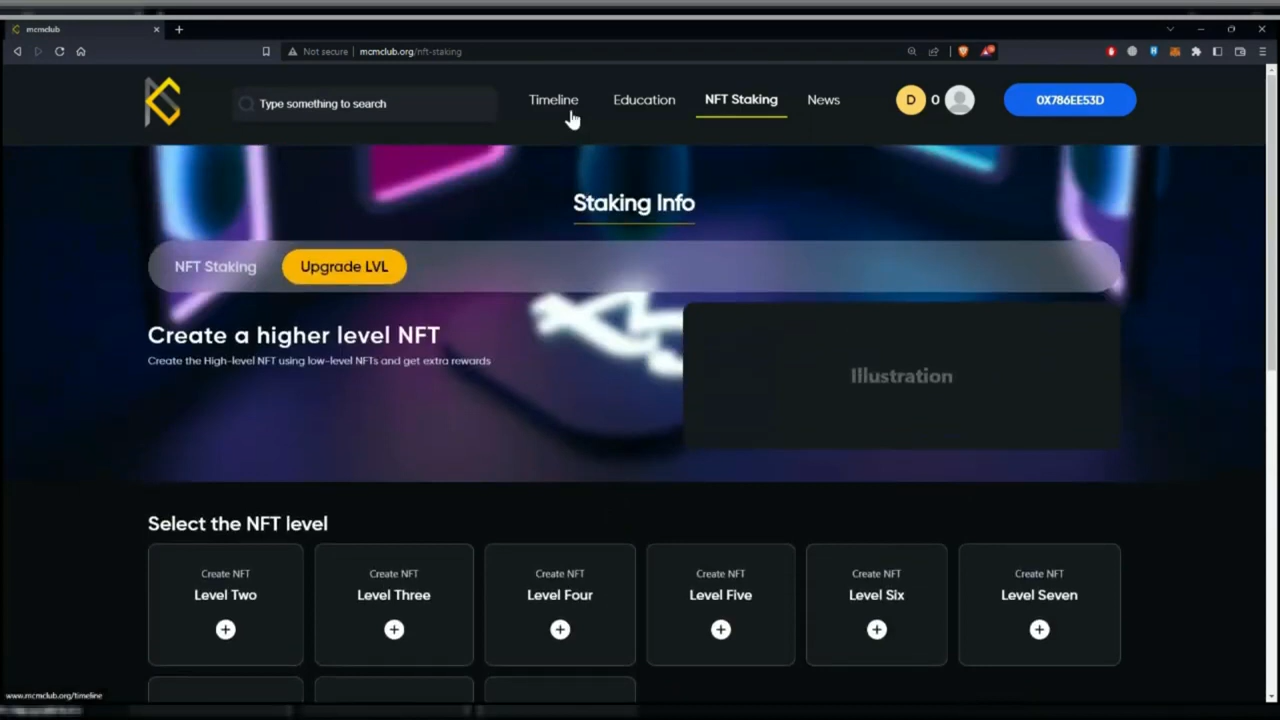 mcmclub
Not secure
mcmclub.org/nft-staking
Type something to search
Timeline
Education
NFT Staking
News
D
0
0X786EE53D
Staking Info
NFT Staking
Upgrade LVL
Create a higher level NFT
Create the High-level NFT using low-level NFTs and get extra rewards
Illustration
Select the NFT level
Create NFT
Level Two
Create NFT
Level Three
Create NFT
Level Four
Create NFT
Level Five
Create NFT
Level Six
Create NFT
Level Seven
www.mcmclub.org/timeline